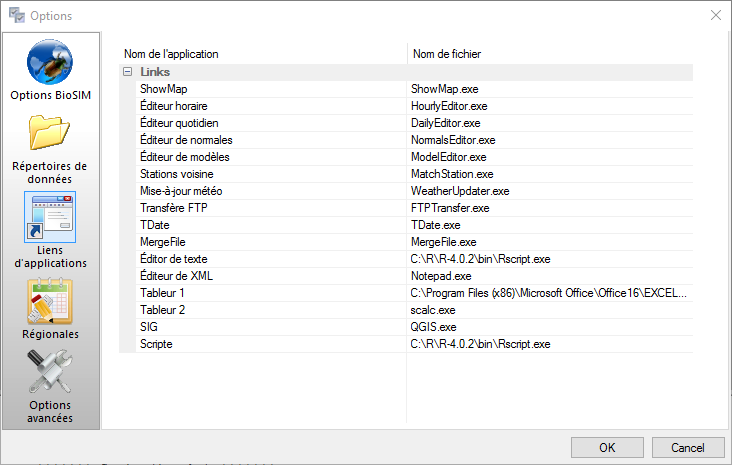 Options
Options BioSIM
Répertoires de
données
Liens
d'applications
Régionales
Options
avancées
Nom de l'application Nom de fichier
Links
ShowMap ShowMap.exe
Éditeur horaire HourlyEditor.exe
Éditeur quotidien DailyEditor.exe
Éditeur de normales NormalsEditor.exe
Éditeur de modèles ModelEditor.exe
Stations voisine MatchStation.exe
Mise-à-jour météo WeatherUpdater.exe
Transfère FTP FTPTransfer.exe
TDate TDate.exe
MergeFile MergeFile.exe
Éditor de texte C:\R\R-4.0.2\bin\Rscript.exe
Éditeur de XML Notepad.exe
Tableur 1 C:\Program Files (x86)\Microsoft Office\Office16\EXCEL...
Tableur 2 scalc.exe
SIG QGIS.exe
Scripte C:\R\R-4.0.2\bin\Rscript.exe
OK Cancel